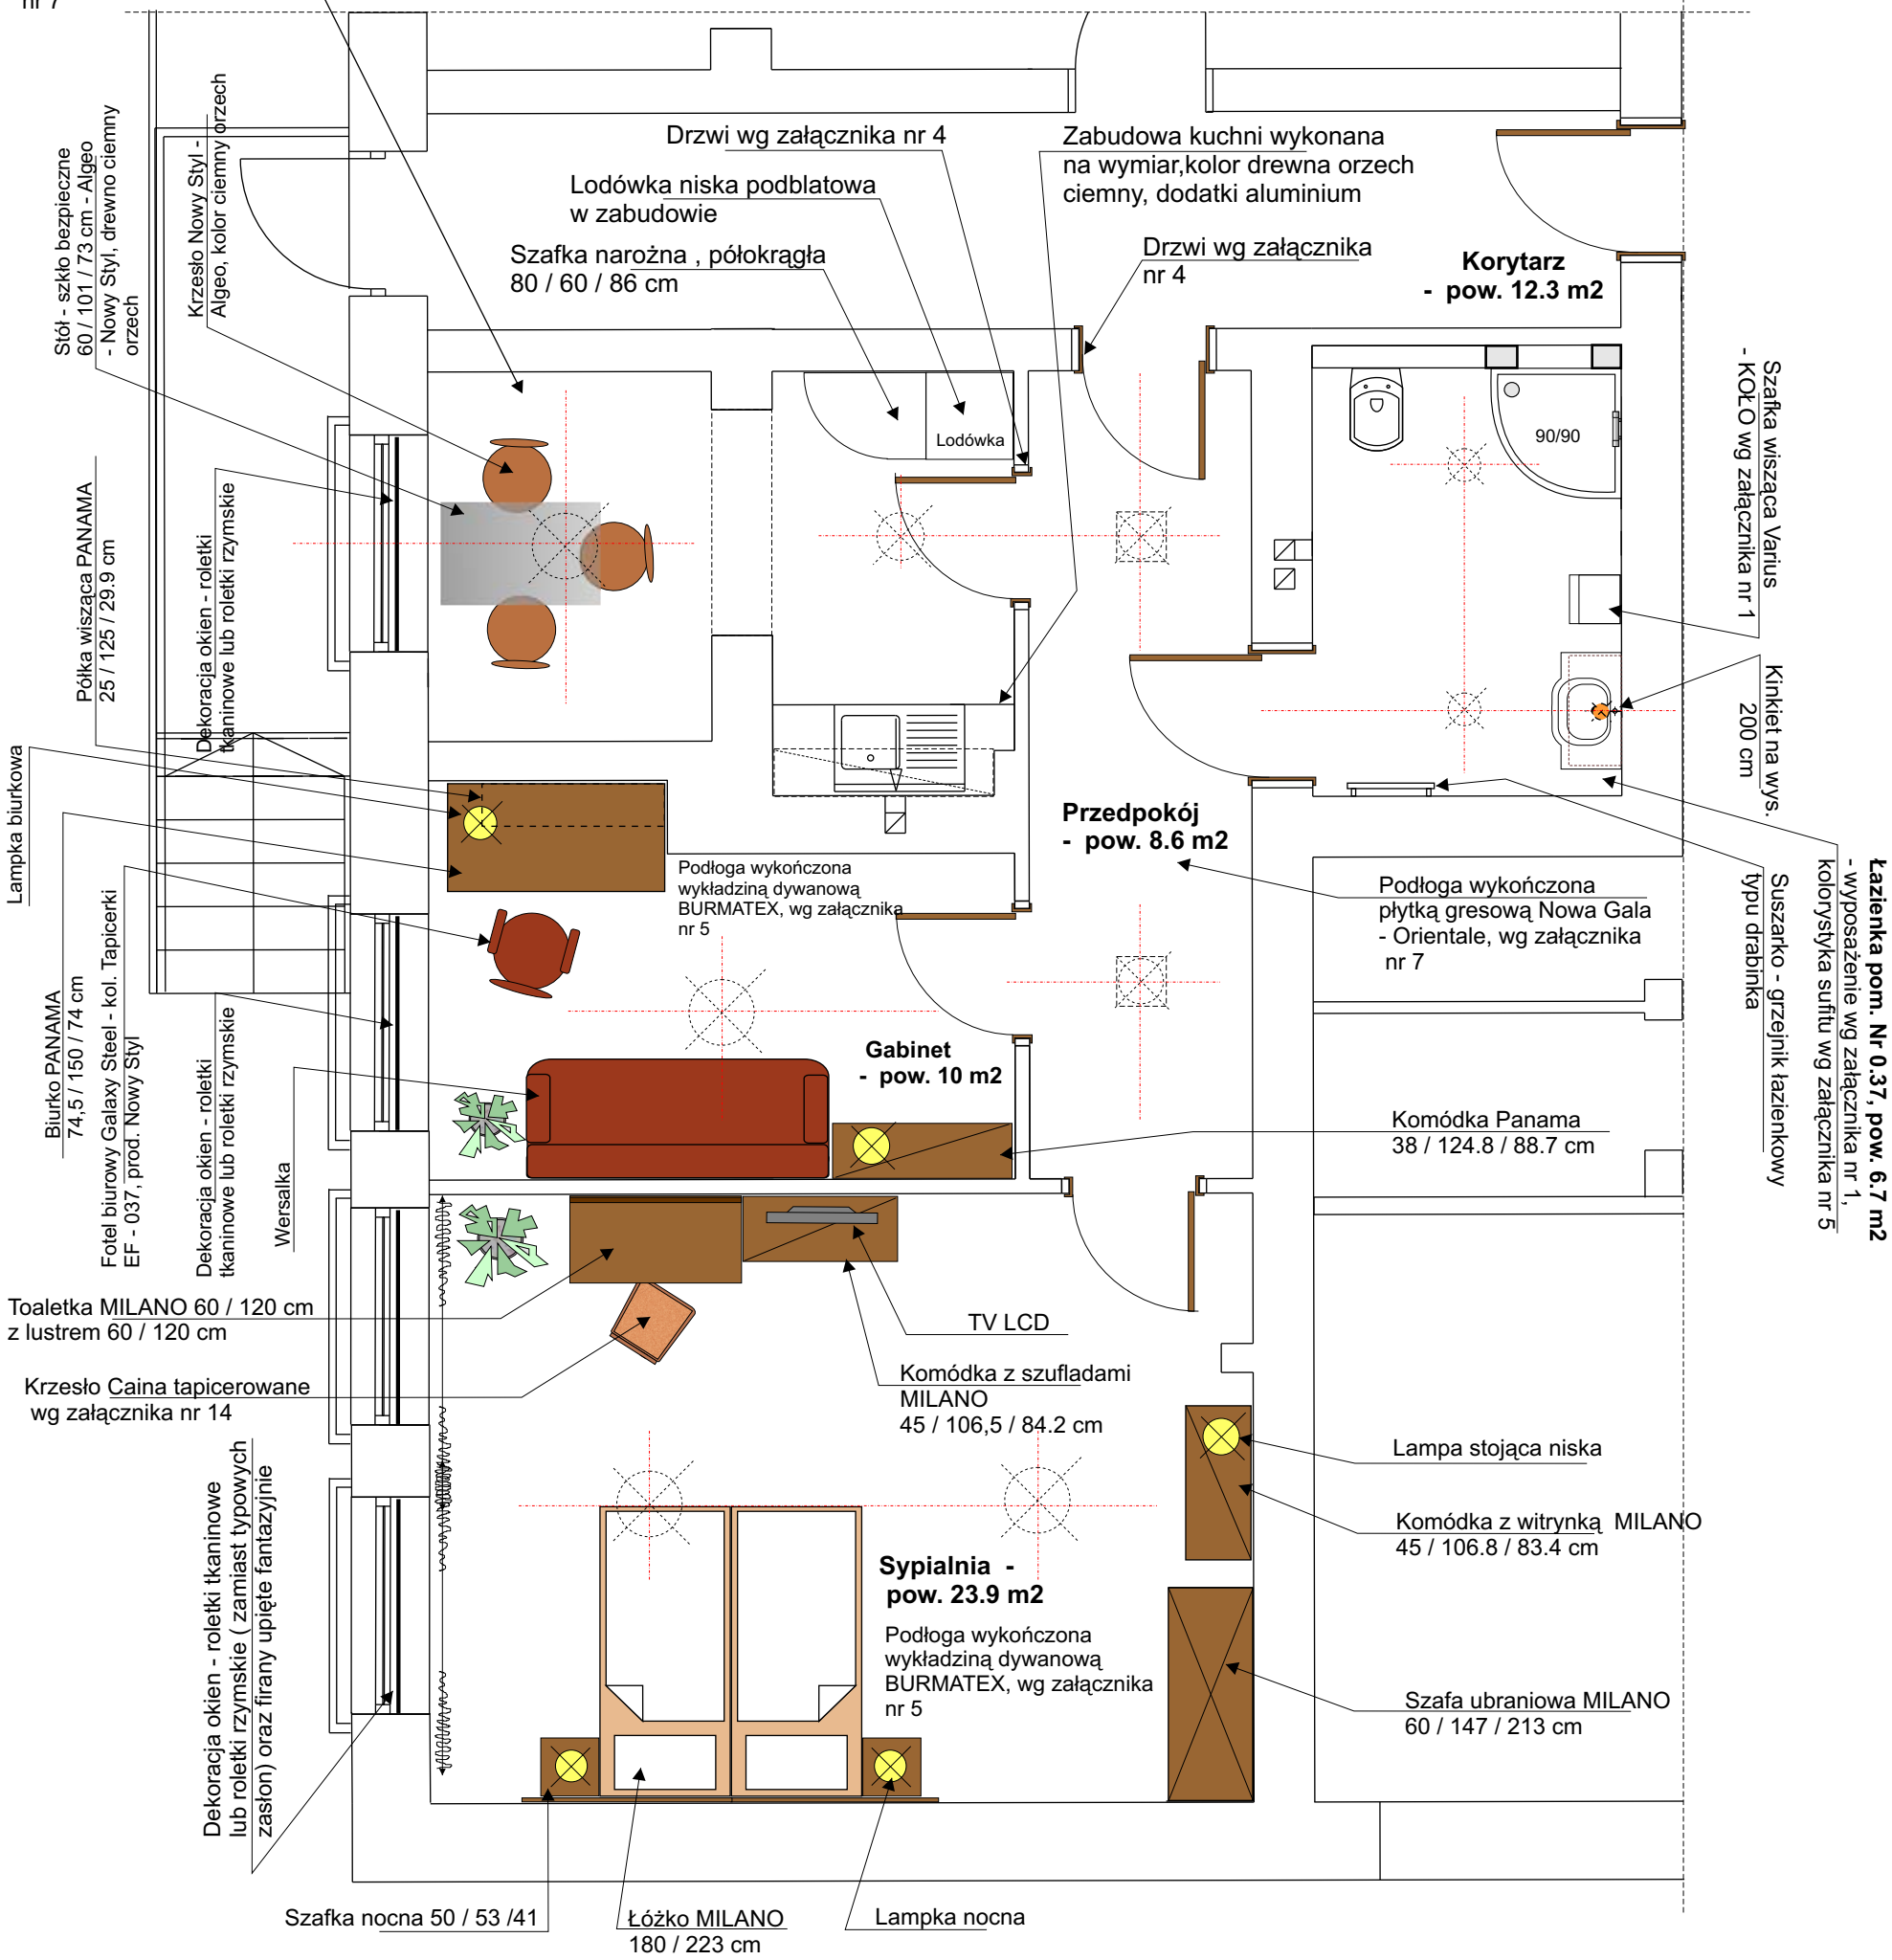 nr 7
Drzwi wg załącznika nr 4
Zabudowa kuchni wykonana
na wymiar,kolor drewna orzech
ciemny, dodatki aluminium
Lodówka niska podblatowa
w zabudowie
Szafka narożna , półokrągła
80 / 60 / 86 cm
Drzwi wg załącznika
nr 4
Korytarz
- pow. 12.3 m2
Stół - szkło bezpieczne
60 / 101 / 73 cm - Algeo
- Nowy Styl, drewno ciemny
orzech
Krzesło Nowy Styl -
Algeo, kolor ciemny orzech
Lodówka
90/90
Szafka wisząca Varius
- KOŁO wg załącznika nr 1
Półka wisząca PANAMA
25 / 125 / 29.9 cm
Dekoracja okien - roletki
tkaninowe lub roletki rzymskie
Kinkiet na wys.
200 cm
Lampka biurkowa
Przedpokój
- pow. 8.6 m2
Podłoga wykończona
wykładziną dywanową
BURMATEX, wg załącznika
nr 5
Podłoga wykończona
płytką gresową Nowa Gala
- Orientale, wg załącznika
nr 7
Łazienka pom. Nr 0.37, pow. 6.7 m2
- wyposażenie wg załącznika nr 1,
kolorystyka sufitu wg załącznika nr 5
Suszarko - grzejnik łazienkowy
typu drabinka
Biurko PANAMA
74,5 / 150 / 74 cm
Fotel biurowy Galaxy Steel - kol. Tapicerki
EF - 037, prod. Nowy Styl
Dekoracja okien - roletki
tkaninowe lub roletki rzymskie
Wersalka
Gabinet
- pow. 10 m2
Komódka Panama
38 / 124.8 / 88.7 cm
Toaletka MILANO 60 / 120 cm
z lustrem 60 / 120 cm
TV LCD
Krzesło Caina tapicerowane
wg załącznika nr 14
Komódka z szufladami
MILANO
45 / 106,5 / 84.2 cm
Lampa stojąca niska
Komódka z witrynką MILANO
45 / 106.8 / 83.4 cm
Dekoracja okien - roletki tkaninowe
lub roletki rzymskie ( zamiast typowych
zasłon) oraz firany upięte fantazyjnie
Sypialnia -
pow. 23.9 m2
Podłoga wykończona
wykładziną dywanową
BURMATEX, wg załącznika
nr 5
Szafa ubraniowa MILANO
60 / 147 / 213 cm
Szafka nocna 50 / 53 /41
Łóżko MILANO
180 / 223 cm
Lampka nocna